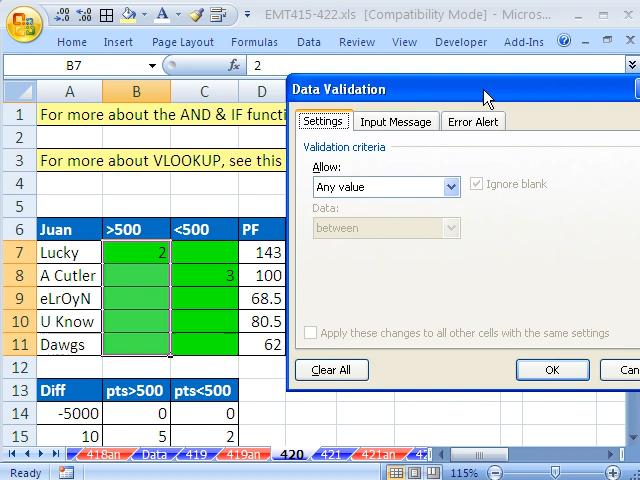 EMT415-422.xls [Compatibility Mode] - Micros...
Home Insert Page Layout Formulas Data Review View Developer Add-Ins
B7 fx 2
A B C D
1 For more about the AND & IF functi
2
3 For more about VLOOKUP, see this
4
5
6 Juan >500 <500 PF
7 Lucky 2 143
8 A Cutler 3 100
9 eLrOyN 68.5
10 U Know 80.5
11 Dawgs 62
12
13 Diff pts>500 pts<500
14 -5000 0 0
15 10 5 2
Data Validation
Settings Input Message Error Alert
Validation criteria
Allow:
Any value Ignore blank
Data:
between
Apply these changes to all other cells with the same settings
Clear All OK Can
418an Data 419 419an 420 421 421an 42
Ready 115%